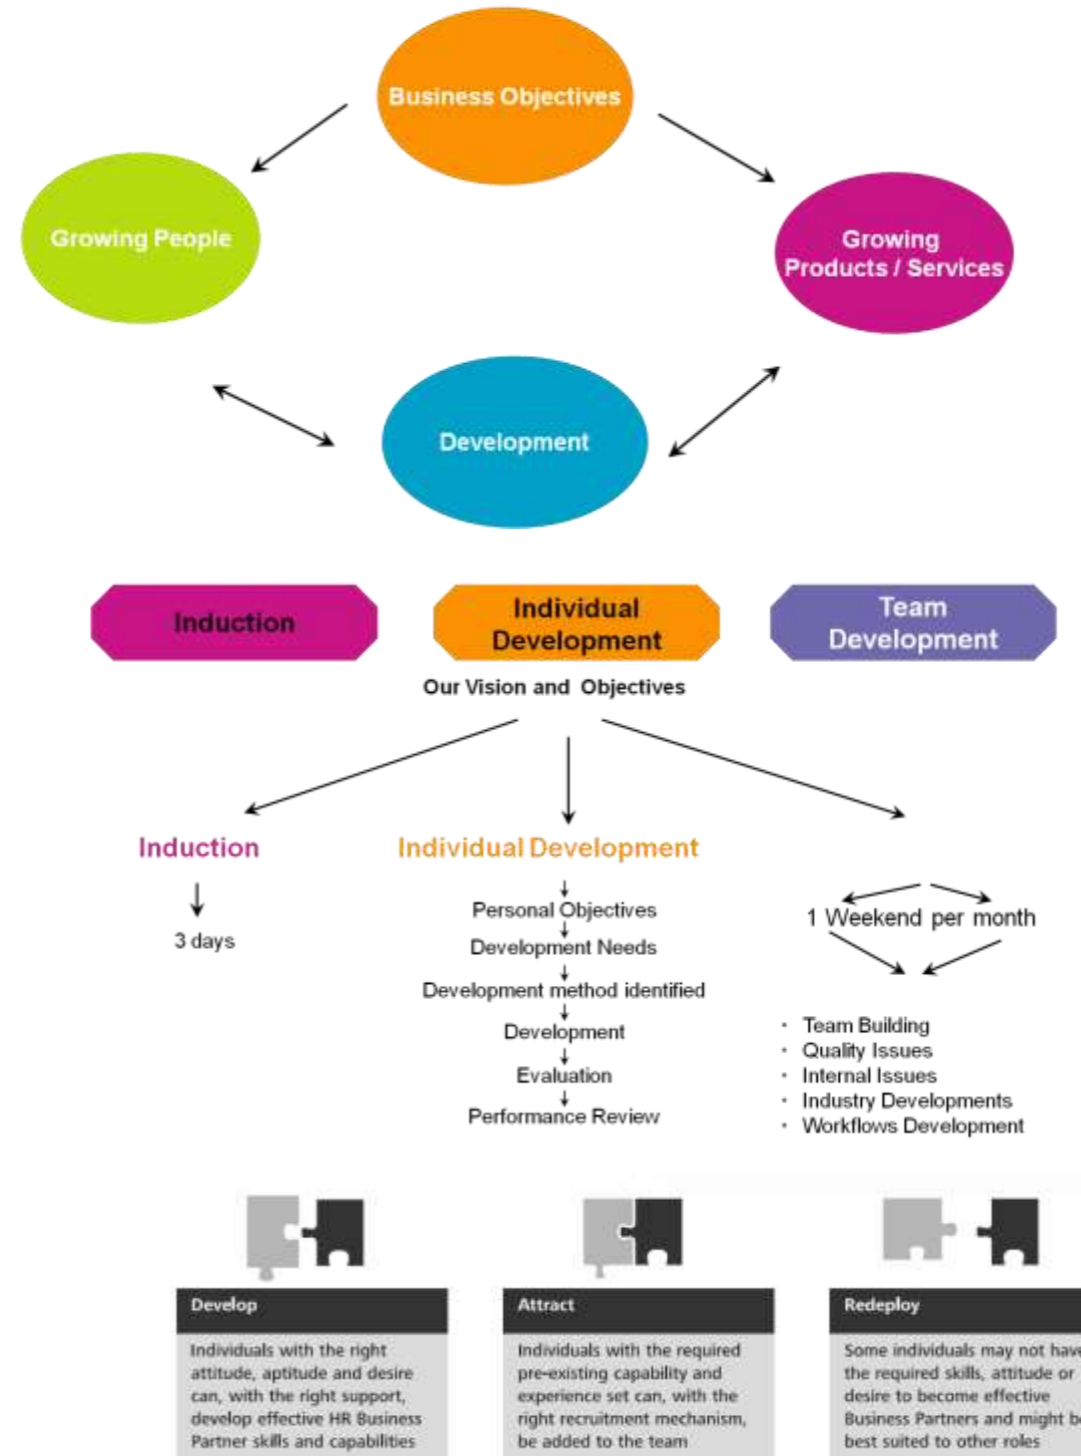 Business Objectives
Growing People
Growing
Products / Services
Development
Induction
Individual
Development
Team
Development
Our Vision and Objectives
Induction
Individual Development
3 days
Personal Objectives
Development Needs
Development method identified
Development
Evaluation
Performance Review
1 Weekend per month
· Team Building
· Quality Issues
· Internal Issues
· Industry Developments
· Workflows Development
Develop
Individuals with the right
attitude, aptitude and desire
can, with the right support,
develop effective HR Business
Partner skills and capabilities
Attract
Individuals with the required
pre-existing capability and
experience set can, with the
right recruitment mechanism,
be added to the team
Redeploy
Some individuals may not have
the required skills, attitude or
desire to become effective
Business Partners and might be
best suited to other roles